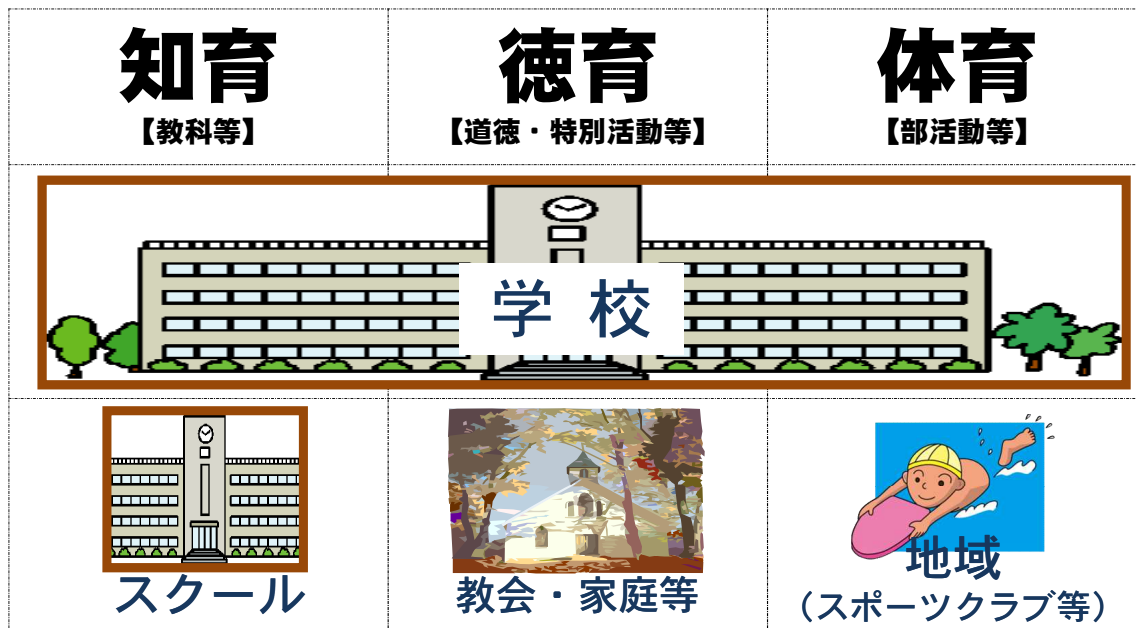 知育
【教科等】
徳育
【道徳・特別活動等】
体育
【部活動等】
学 校
スクール
教会・家庭等
地域
（スポーツクラブ等）